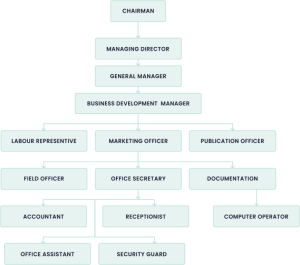 CHAIRMAN
MANAGING DIRECTOR
GENERAL MANAGER
BUSINESS DEVELOPMENT MANAGER
LABOUR REPRESENTIVE
MARKETING OFFICER
PUBLICATION OFFICER
FIELD OFFICER
OFFICE SECRETARY
DOCUMENTATION
ACCOUNTANT
RECEPTIONIST
COMPUTER OPERATOR
OFFICE ASSISTANT
SECURITY GUARD